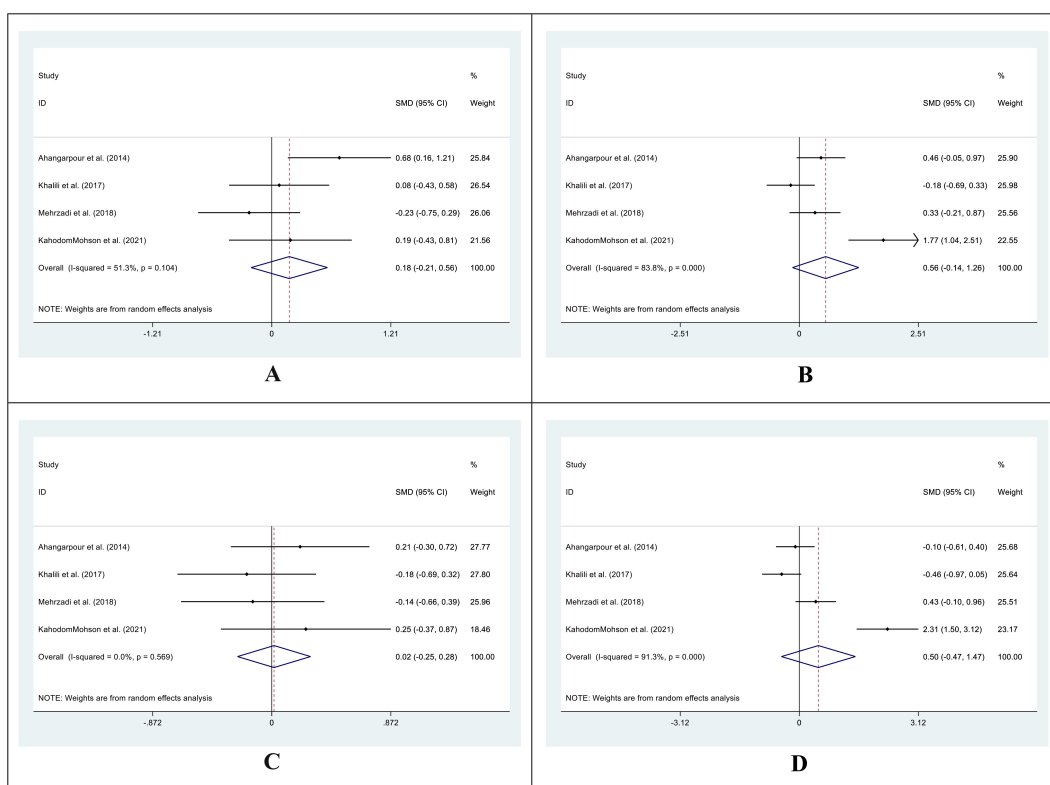 Study %
ID SMD (95% CI) Weight
Ahangarpour et al. (2014) 0.68 (0.16, 1.21) 25.84
Khalili et al. (2017) 0.08 (-0.43, 0.58) 26.54
Mehrzadi et al. (2018) -0.23 (-0.75, 0.29) 26.06
KahodomMohson et al. (2021) 0.19 (-0.43, 0.81) 21.56
Overall (I-squared = 51.3%, p = 0.104) 0.18 (-0.21, 0.56) 100.00
NOTE: Weights are from random effects analysis
-1.21 0 1.21
A
Study %
ID SMD (95% CI) Weight
Ahangarpour et al. (2014) 0.46 (-0.05, 0.97) 25.90
Khalili et al. (2017) -0.18 (-0.69, 0.33) 25.98
Mehrzadi et al. (2018) 0.33 (-0.21, 0.87) 25.56
KahodomMohson et al. (2021) 1.77 (1.04, 2.51) 22.55
Overall (I-squared = 83.8%, p = 0.000) 0.56 (-0.14, 1.26) 100.00
NOTE: Weights are from random effects analysis
-2.51 0 2.51
B
Study %
ID SMD (95% CI) Weight
Ahangarpour et al. (2014) 0.21 (-0.30, 0.72) 27.77
Khalili et al. (2017) -0.18 (-0.69, 0.32) 27.80
Mehrzadi et al. (2018) -0.14 (-0.66, 0.39) 25.96
KahodomMohson et al. (2021) 0.25 (-0.37, 0.87) 18.46
Overall (I-squared = 0.0%, p = 0.569) 0.02 (-0.25, 0.28) 100.00
NOTE: Weights are from random effects analysis
-.872 0 .872
C
Study %
ID SMD (95% CI) Weight
Ahangarpour et al. (2014) -0.10 (-0.61, 0.40) 25.68
Khalili et al. (2017) -0.46 (-0.97, 0.05) 25.64
Mehrzadi et al. (2018) 0.43 (-0.10, 0.96) 25.51
KahodomMohson et al. (2021) 2.31 (1.50, 3.12) 23.17
Overall (I-squared = 91.3%, p = 0.000) 0.50 (-0.47, 1.47) 100.00
NOTE: Weights are from random effects analysis
-3.12 0 3.12
D